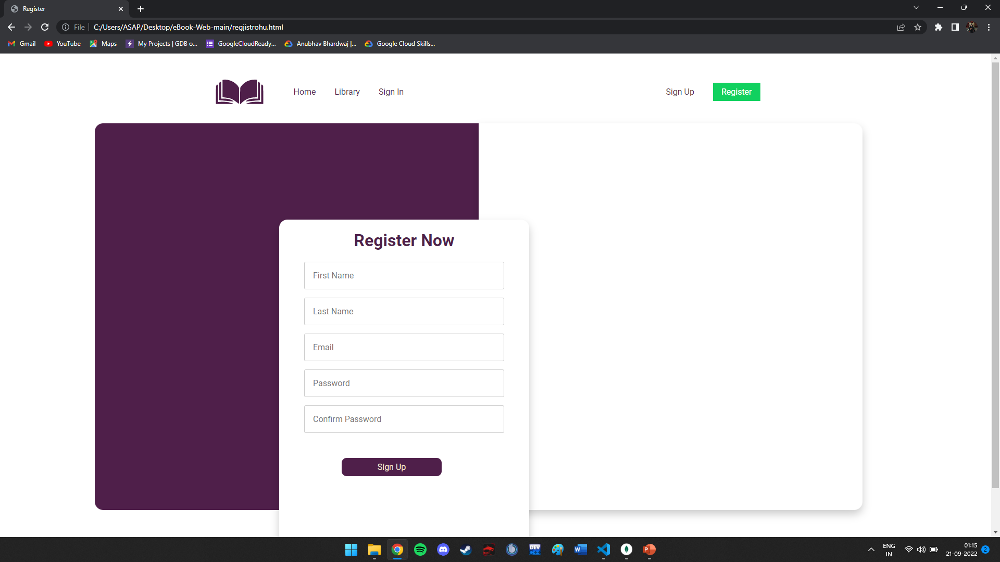 Register
File C:/Users/ASAP/Desktop/eBook-Web-main/regjistrohu.html
Gmail YouTube Maps My Projects | GDB o... GoogleCloudReady... Anubhav Bhardwaj |... Google Cloud Skills...
Home Library Sign In Sign Up Register
Register Now
First Name
Last Name
Email
Password
Confirm Password
Sign Up
DEV
C++
W
P
ENG
IN
01:15
21-09-2022
2